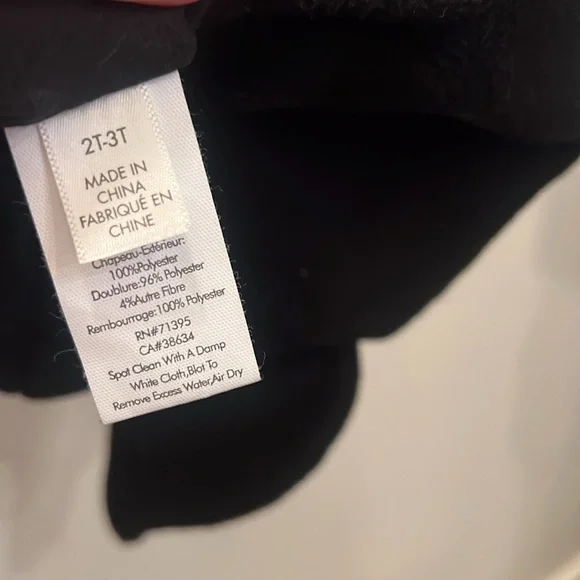 2T-3T
MADE IN
CHINA
FABRIQUÉ EN
CHINE
Chapeau-Extérieur:
100%Polyester
Doublure:96% Polyester
4%Autre Fibre
Rembourrage:100% Polyester
RN#71395
CA#38634
Spot Clean With A Damp
White Cloth,Blot To
Remove Excess Water,Air Dry